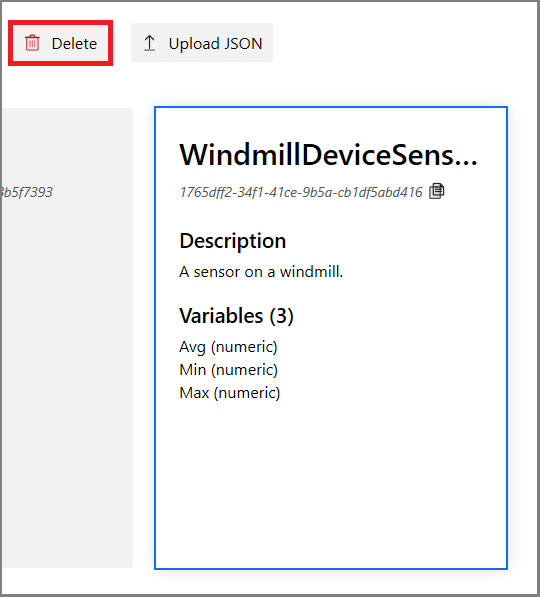 Delete
Upload JSON
WindmillDeviceSens...
1765dff2-34f1-41ce-9b5a-cb1df5abd416
Description
A sensor on a windmill.
Variables (3)
Avg (numeric)
Min (numeric)
Max (numeric)